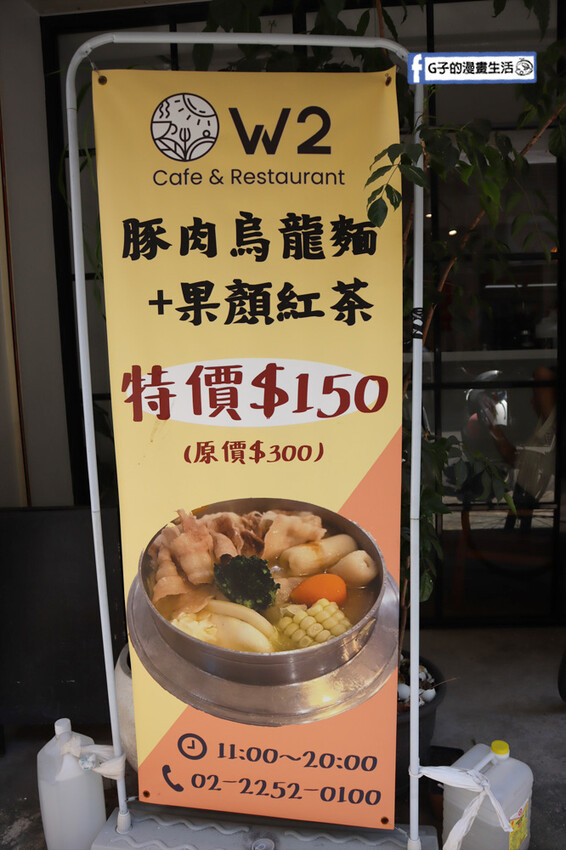 G子的漫畫生活
W2
Cafe & Restaurant
豚肉烏龍麵
+果顏紅茶
特價$150
(原價$300)
11:00~20:00
02-2252-0100